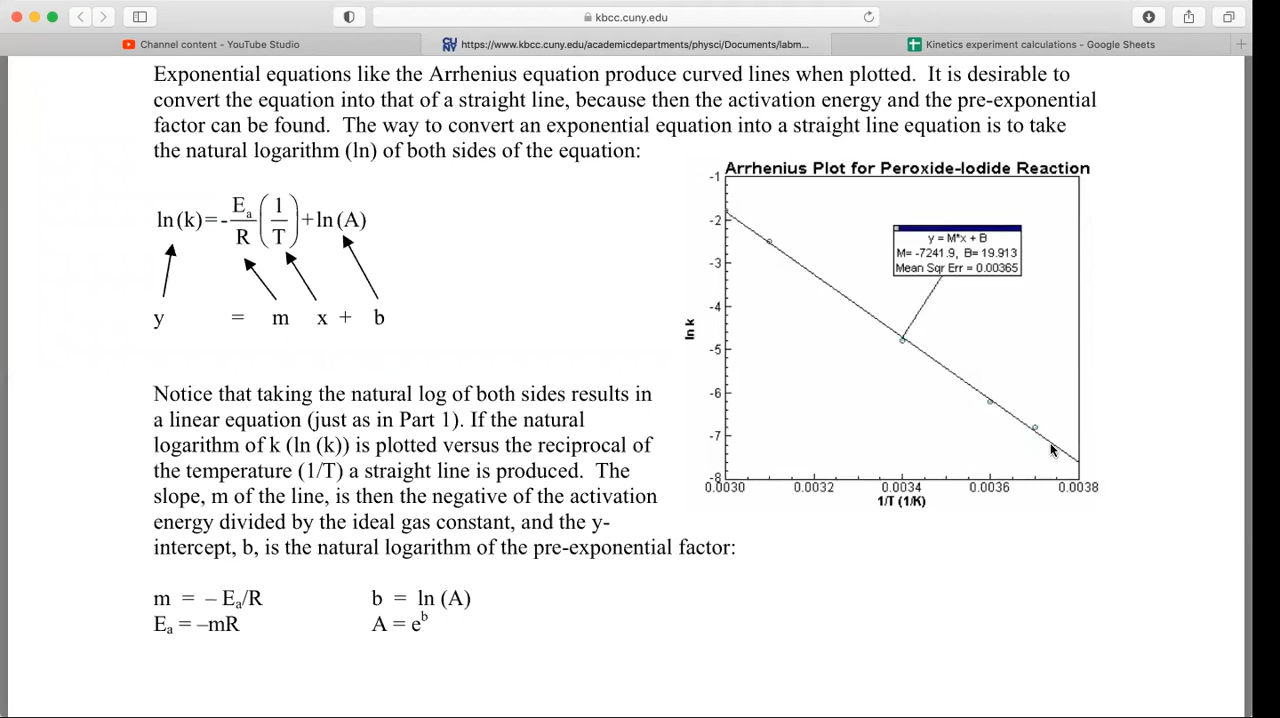 kbcc.cuny.edu
Channel content - YouTube Studio
https://www.kbcc.cuny.edu/academicdepartments/physci/Documents/labm...
Kinetics experiment calculations - Google Sheets
Exponential equations like the Arrhenius equation produce curved lines when plotted. It is desirable to
convert the equation into that of a straight line, because then the activation energy and the pre-exponential
factor can be found. The way to convert an exponential equation into a straight line equation is to take
the natural logarithm (ln) of both sides of the equation:
ln(k)=-Ea/R(1/T)+ln(A)
y = m x + b
Arrhenius Plot for Peroxide-Iodide Reaction
-1
-2
-3
-4
-5
-6
-7
-8
ln k
y = M*x + B
M= -7241.9, B= 19.913
Mean Sqr Err = 0.00365
0.0030 0.0032 0.0034 0.0036 0.0038
1/T (1/K)
Notice that taking the natural log of both sides results in
a linear equation (just as in Part 1). If the natural
logarithm of k (ln (k)) is plotted versus the reciprocal of
the temperature (1/T) a straight line is produced. The
slope, m of the line, is then the negative of the activation
energy divided by the ideal gas constant, and the y-
intercept, b, is the natural logarithm of the pre-exponential factor:
m = – Ea/R b = ln (A)
Ea = –mR A = e^b